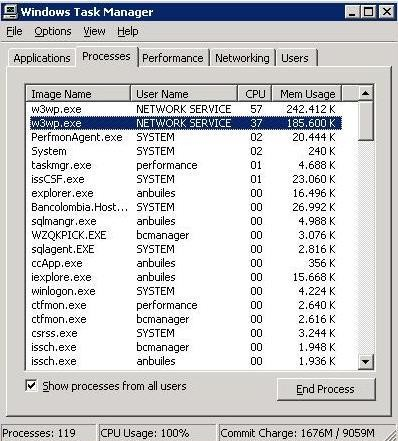 Windows Task Manager
File Options View Help
Applications Processes Performance Networking Users
Image Name User Name CPU Mem Usage
w3wp.exe NETWORK SERVICE 57 242.412 K
w3wp.exe NETWORK SERVICE 37 185.600 K
PerfmonAgent.exe SYSTEM 02 20.444 K
System SYSTEM 02 240 K
taskmgr.exe performance 01 4.688 K
issCSF.exe SYSTEM 01 23.060 K
explorer.exe anbuiles 00 16.496 K
Bancolombia.Host... SYSTEM 00 26.992 K
sqlmangr.exe anbuiles 00 4.988 K
WZQKPICK.EXE bcmanager 00 3.076 K
sqlagent.EXE SYSTEM 00 2.816 K
ccApp.exe anbuiles 00 356 K
iexplore.exe anbuiles 00 15.668 K
winlogon.exe SYSTEM 00 4.224 K
ctfmon.exe performance 00 2.640 K
ctfmon.exe bcmanager 00 2.616 K
csrss.exe SYSTEM 00 3.244 K
issch.exe bcmanager 00 1.948 K
issch.exe anbuiles 00 1.936 K
Show processes from all users
End Process
Processes: 119 CPU Usage: 100% Commit Charge: 1676M / 9059M